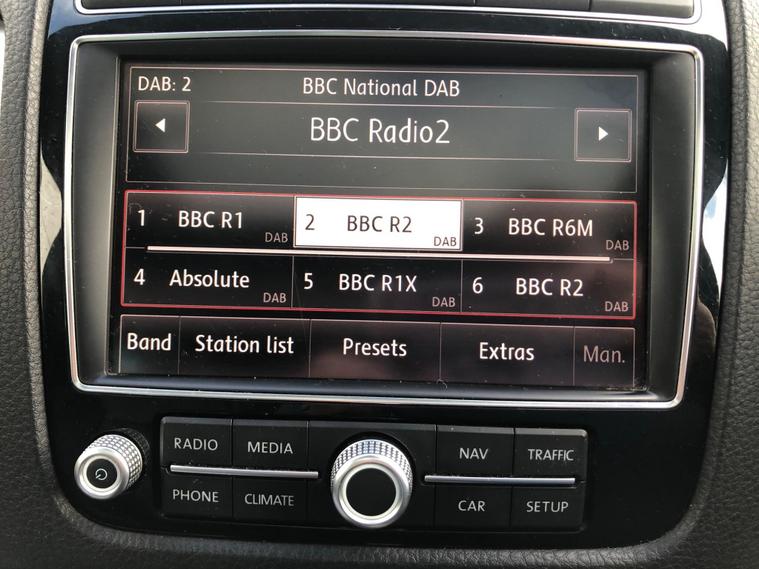 DAB: 2 BBC National DAB
BBC Radio2
1 BBC R1 DAB 2 BBC R2 DAB 3 BBC R6M DAB
4 Absolute DAB 5 BBC R1X DAB 6 BBC R2 DAB
Band Station list Presets Extras Man.
RADIO MEDIA NAV TRAFFIC
PHONE CLIMATE CAR SETUP